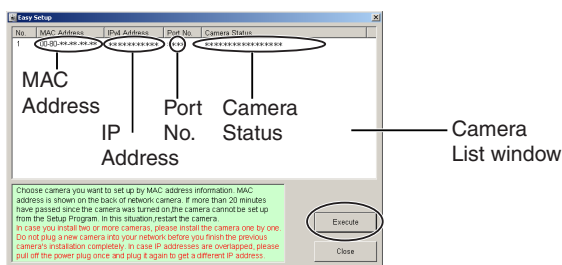 Easy Setup
No. MAC Address IPv4 Address Port No. Camera Status
1 00-80-**-**-**-** *********** *** ****************
MAC Address
IP Address
Port No.
Camera Status
Camera List window
Choose camera you want to set up by MAC address information. MAC
address is shown on the back of network camera. If more than 20 minutes
have passed since the camera was turned on,the camera cannot be set up
from the Setup Program. In this situation,restart the camera.
In case you install two or more cameras, please install the camera one by one.
Do not plug a new camera into your network before you finish the previous
camera's installation completely. In case IP addresses are overlapped, please
pull off the power plug once and plug it again to get a different IP address.
Execute
Close